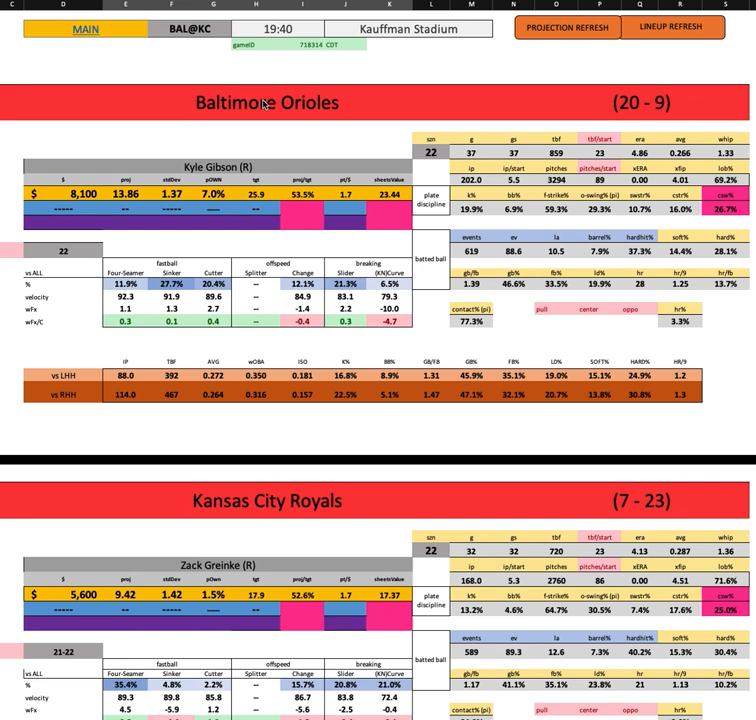 C D E F G H I J K L M N O P Q R S
MAIN BAL@KC 19:40 Kauffman Stadium PROJECTION REFRESH LINEUP REFRESH
gameID 718314 CDT
Baltimore Orioles (20 - 9)
szn g gs tbf tbf/start era avg whip
22 37 37 859 23 4.86 0.266 1.33
Kyle Gibson (R) ip ip/start pitches pitches/start xERA xfip lob%
$ proj stdDev pOWN tgt proj/tgt pt/$ sheetsValue 202.0 5.5 3294 89 0.00 4.01 69.2%
$ 8,100 13.86 1.37 7.0% 25.9 53.5% 1.7 23.44 plate discipline k% bb% f-strike% o-swing% (pi) swstr% cstr% csw%
----- -- ----- --- -- 19.9% 6.9% 59.3% 29.3% 10.7% 16.0% 26.7%
events ev la barrel% hardhit% soft% hard%
22 batted ball 619 88.6 10.5 7.9% 37.3% 14.4% 28.1%
fastball offspeed breaking
vs ALL Four-Seamer Sinker Cutter Splitter Change Slider (KN)Curve gb/fb gb% fb% ld% hr hr/9 hr/fb
% 11.9% 27.7% 20.4% -- 12.1% 21.3% 6.5% 1.39 46.6% 33.5% 19.9% 28 1.25 13.7%
velocity 92.3 91.9 89.6 -- 84.9 83.1 79.3
wFx 1.1 1.3 2.7 -- -1.4 2.2 -10.0 contact% (pi) pull center oppo hr%
wFx/C 0.3 0.1 0.4 -- -0.4 0.3 -4.7 77.3% 3.3%
IP TBF AVG wOBA ISO K% BB% GB/FB GB% FB% LD% SOFT% HARD% HR/9
vs LHH 88.0 392 0.272 0.350 0.181 16.8% 8.9% 1.31 45.9% 35.1% 19.0% 15.1% 24.9% 1.2
vs RHH 114.0 467 0.264 0.316 0.157 22.5% 5.1% 1.47 47.1% 32.1% 20.7% 13.8% 30.8% 1.3
Kansas City Royals (7 - 23)
szn g gs tbf tbf/start era avg whip
22 32 32 720 23 4.13 0.287 1.36
Zack Greinke (R) ip ip/start pitches pitches/start xERA xfip lob%
$ proj stdDev pOwn tgt proj/tgt pt/$ sheetsValue 168.0 5.3 2760 86 0.00 4.51 71.6%
$ 5,600 9.42 1.42 1.5% 17.9 52.6% 1.7 17.37 plate discipline k% bb% f-strike% o-swing% (pi) swstr% cstr% csw%
----- -- ----- --- -- 13.2% 4.6% 64.7% 30.5% 7.4% 17.6% 25.0%
events ev la barrel% hardhit% soft% hard%
21-22 batted ball 589 89.3 12.6 7.3% 40.2% 15.3% 30.4%
fastball offspeed breaking
vs ALL Four-Seamer Sinker Cutter Splitter Change Slider (KN)Curve gb/fb gb% fb% ld% hr hr/9 hr/fb
% 35.4% 4.8% 2.2% -- 15.7% 20.8% 21.0% 1.17 41.1% 35.1% 23.8% 21 1.13 10.2%
velocity 89.3 89.8 85.8 -- 86.7 83.8 72.4
wFx 4.5 -5.9 1.2 -- -5.6 -2.5 -0.4 contact% (pi) pull center oppo hr%